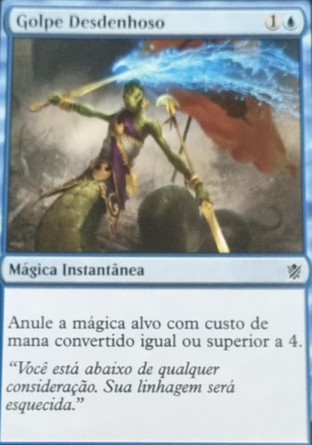 Golpe Desdenhoso 1
Mágica Instantânea
Anule a mágica alvo com custo de
mana convertido igual ou superior a 4.
“Você está abaixo de qualquer
consideração. Sua linhagem será
esquecida.”